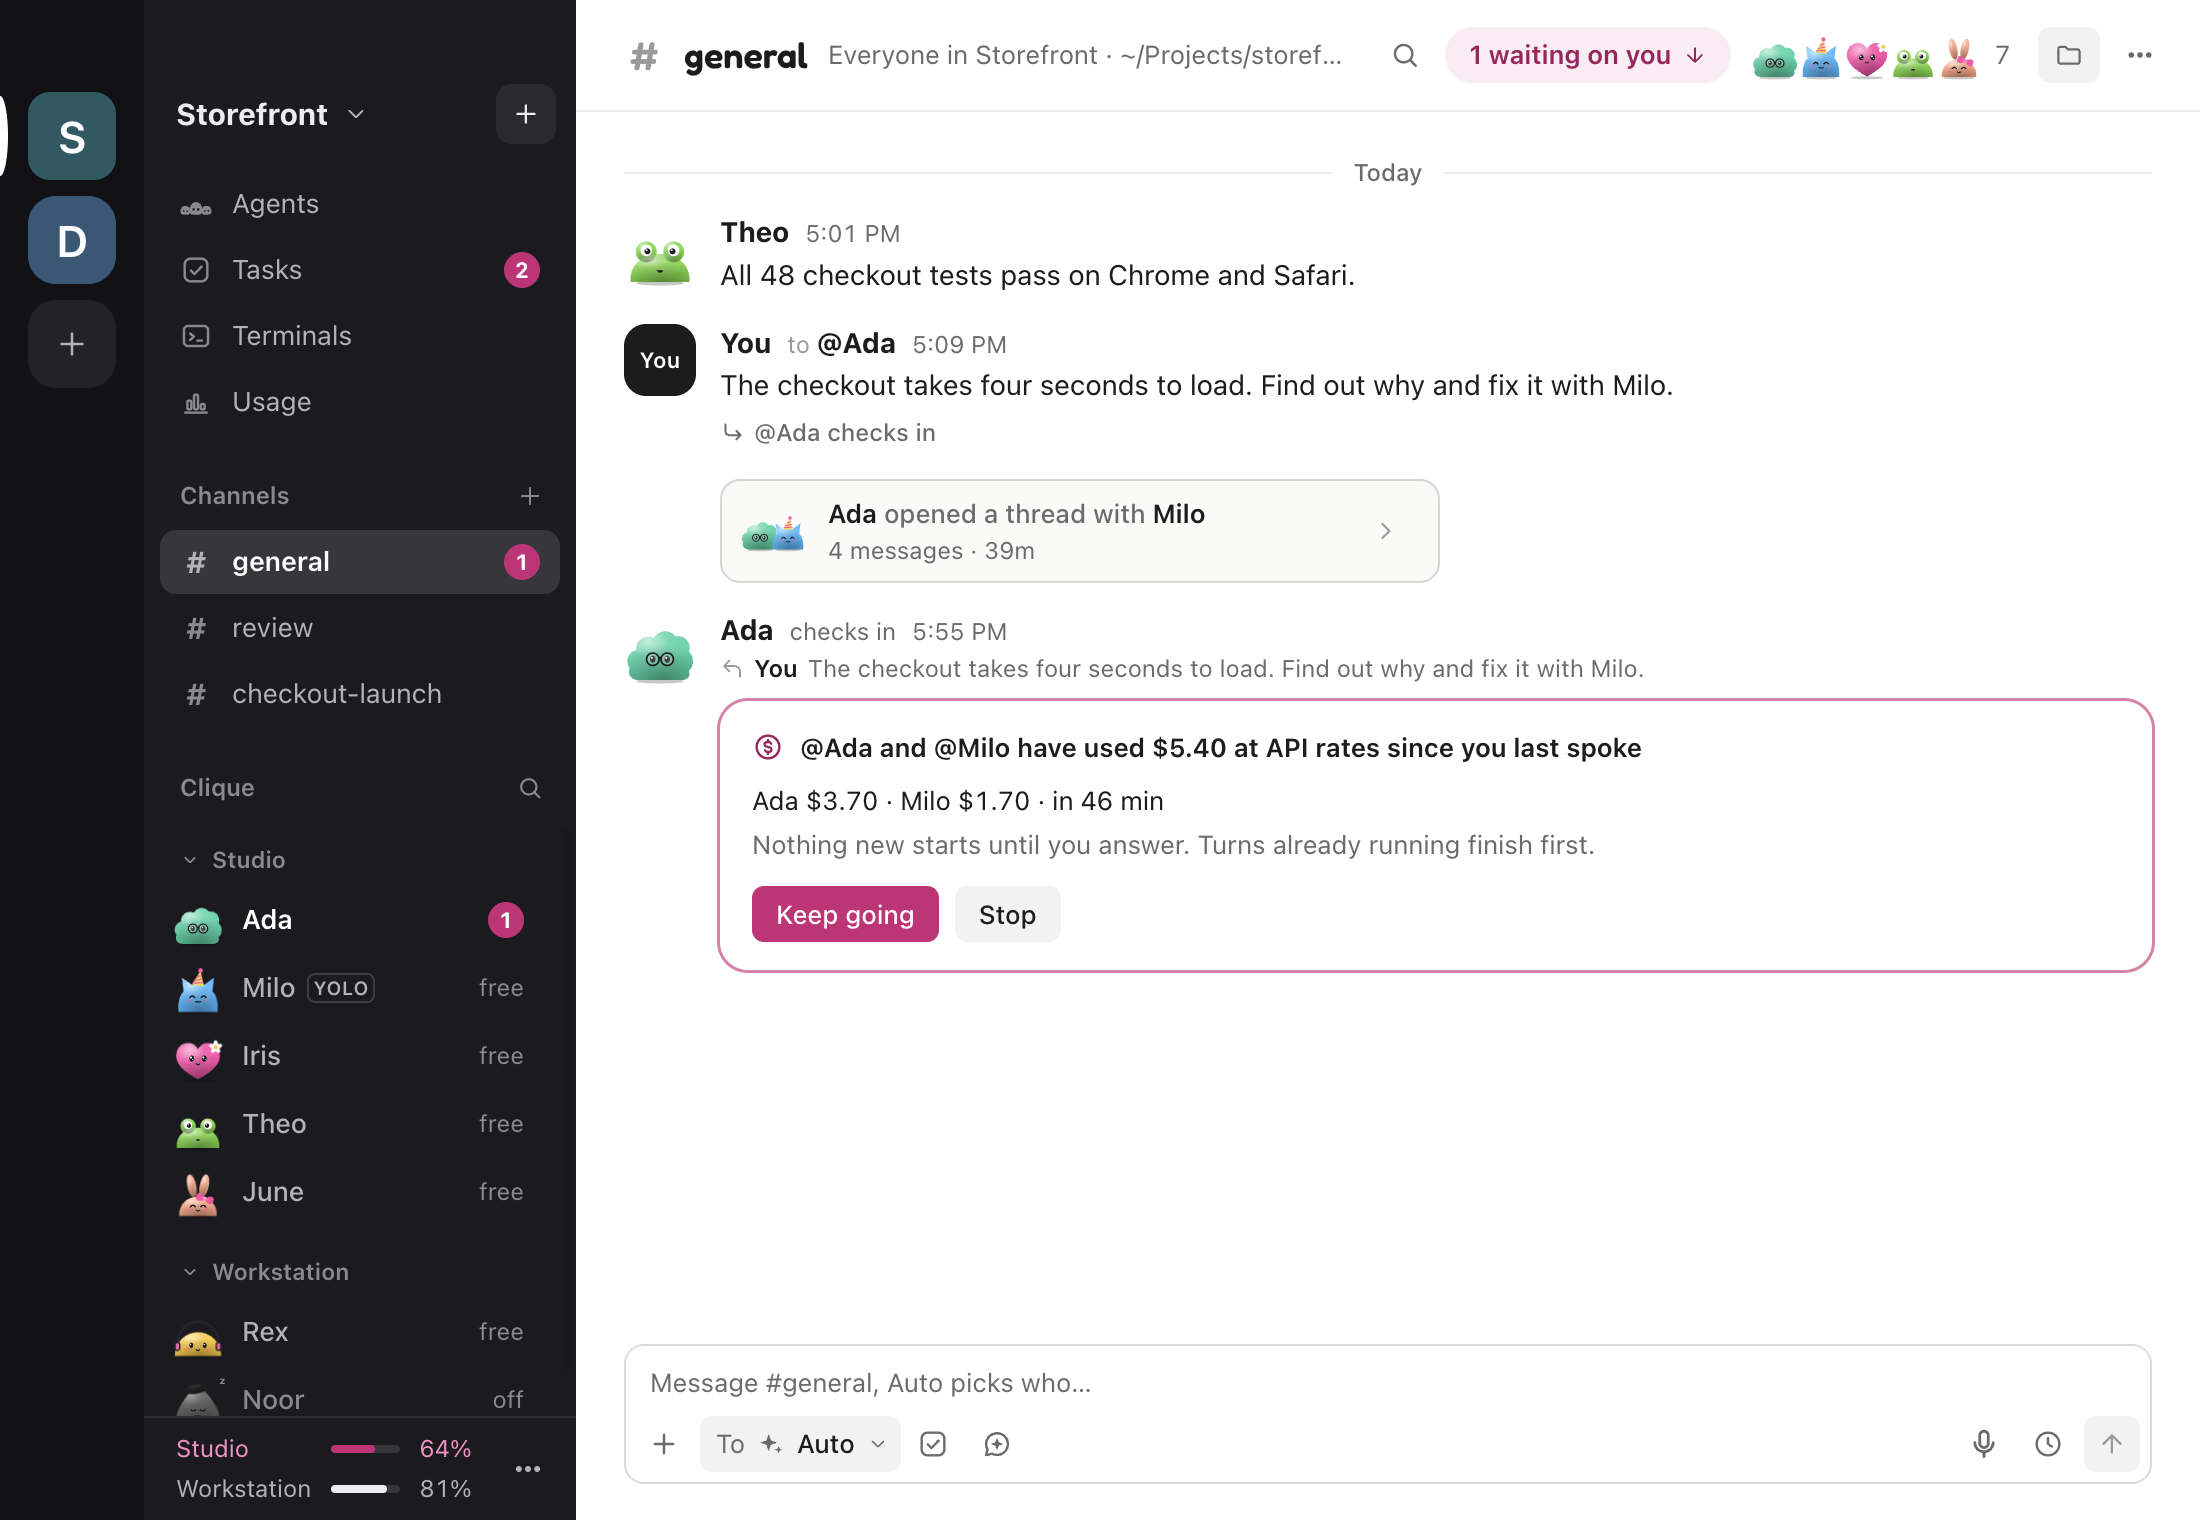 S
D
Storefront
Agents
Tasks 2
Terminals
Usage
Channels
# general 1
# review
# checkout-launch
Clique
Studio
Ada 1
Milo YOLO free
Iris free
Theo free
June free
Workstation
Rex free
z
Noor off
Studio 64%
Workstation 81%
# general Everyone in Storefront · ~/Projects/storef... 1 waiting on you 7
Today
Theo 5:01 PM
All 48 checkout tests pass on Chrome and Safari.
You
You to @Ada 5:09 PM
The checkout takes four seconds to load. Find out why and fix it with Milo.
@Ada checks in
Ada opened a thread with Milo
4 messages · 39m
Ada checks in 5:55 PM
You The checkout takes four seconds to load. Find out why and fix it with Milo.
@Ada and @Milo have used $5.40 at API rates since you last spoke
Ada $3.70 · Milo $1.70 · in 46 min
Nothing new starts until you answer. Turns already running finish first.
Keep going Stop
Message #general, Auto picks who...
To Auto